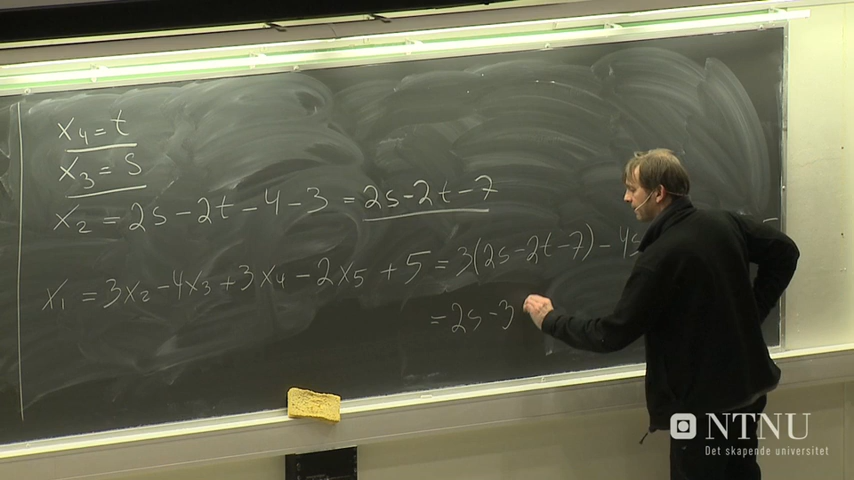 x₄ = t
x₃ = s
x₂ = 2s - 2t - 4 - 3 = 2s - 2t - 7
x₁ = 3x₂ - 4x₃ + 3x₄ - 2x₅ + 5 = 3(2s - 2t - 7) - 4s
= 2s - 3
NTNU
Det skapende universitet